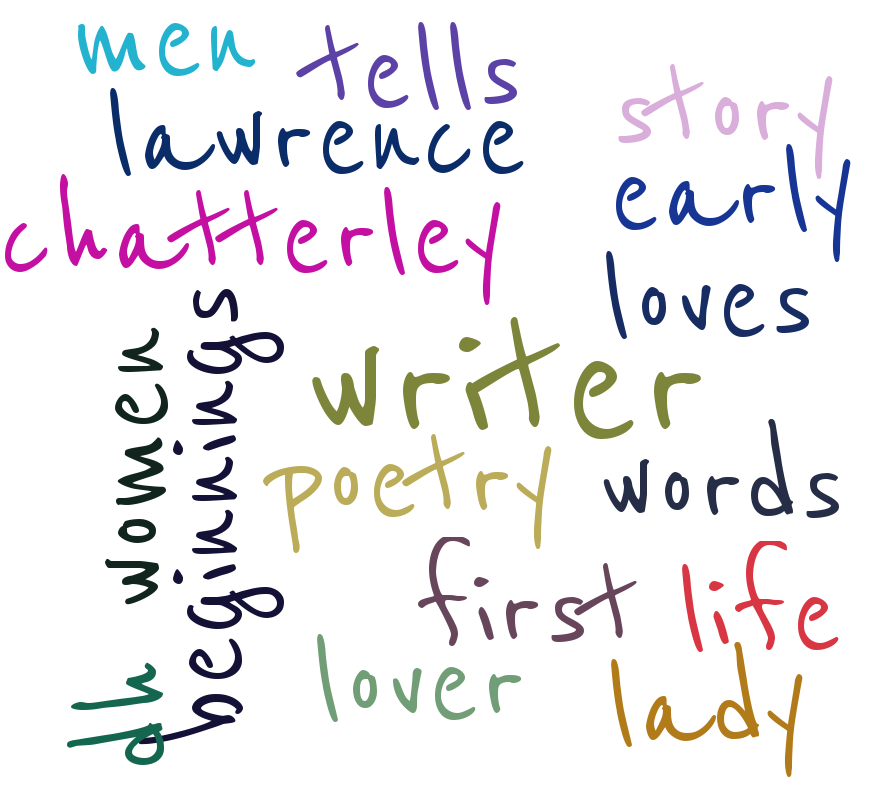 men
tells
story
lawrence
early
chatterley
loves
beginnings
women
writer
poetry
words
first
life
lover
lady
dh